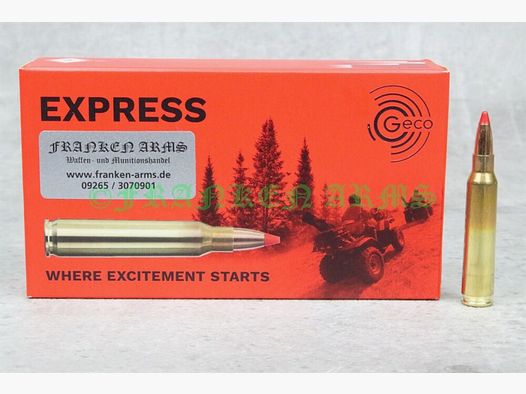 EXPRESS
Geco
FRANKEN ARMS
Waffen- und Munitionshandel
www.franken-arms.de
09265 / 3070901
©FRANKEN ARMS
WHERE EXCITEMENT STARTS